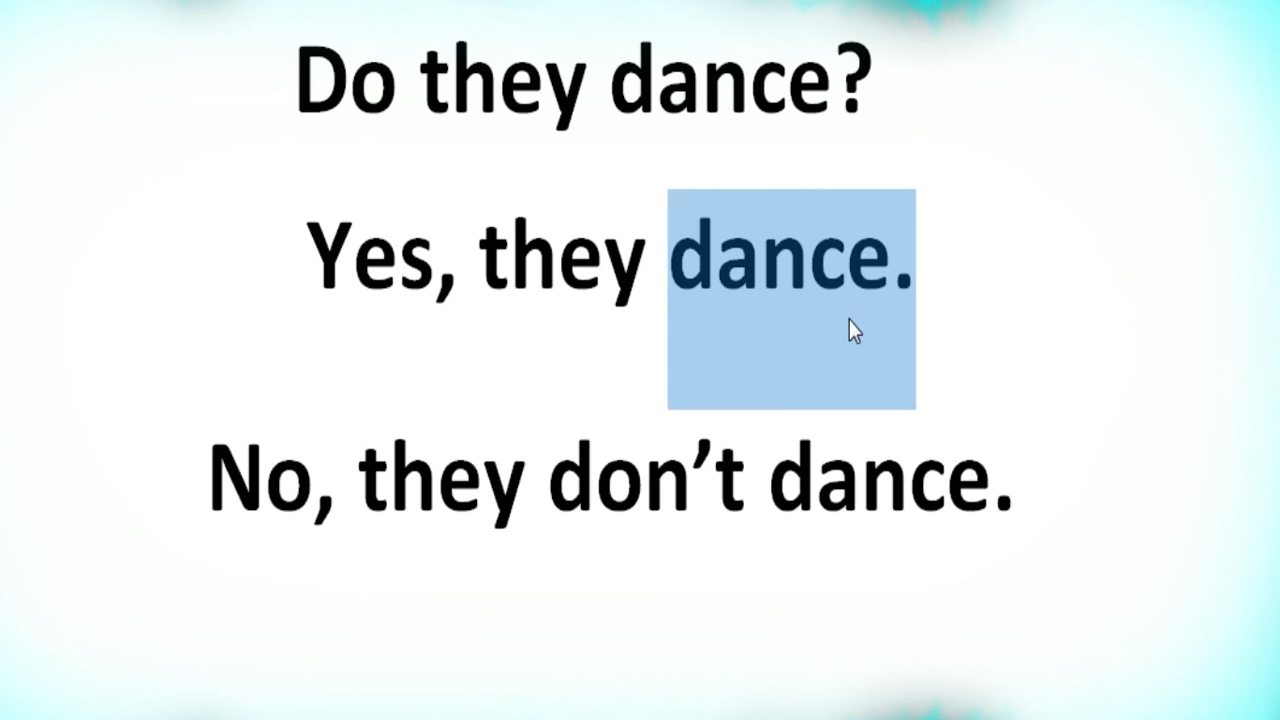 Do they dance?
Yes, they dance.
No, they don’t dance.